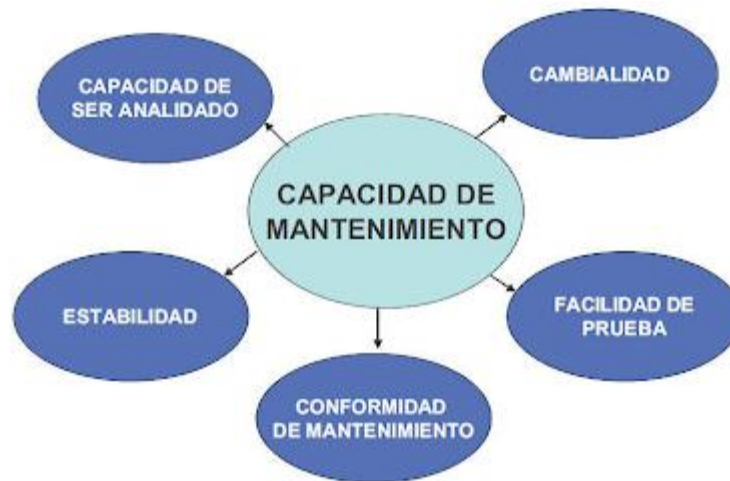 CAPACIDAD DE
SER ANALIDADO
CAMBIALIDAD
CAPACIDAD DE
MANTENIMIENTO
ESTABILIDAD
FACILIDAD DE
PRUEBA
CONFORMIDAD
DE MANTENIMIENTO